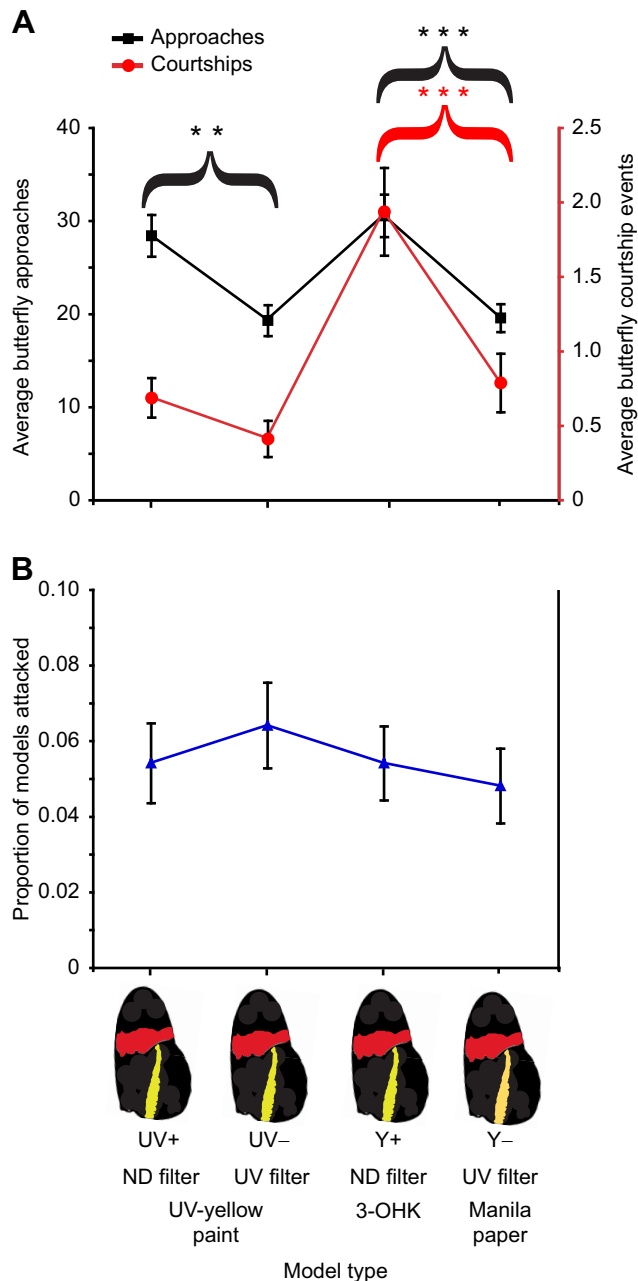 A
Approaches
Courtships
* * *
* * *
* *
40
30
20
10
0
Average butterfly approaches
2.5
2.0
1.5
1.0
0.5
0
Average butterfly courtship events
B
0.10
0.08
0.06
0.04
0.02
0
Proportion of models attacked
UV+ UV– Y+ Y–
ND filter UV filter ND filter UV filter
UV-yellow 3-OHK Manila
paint paper
Model type